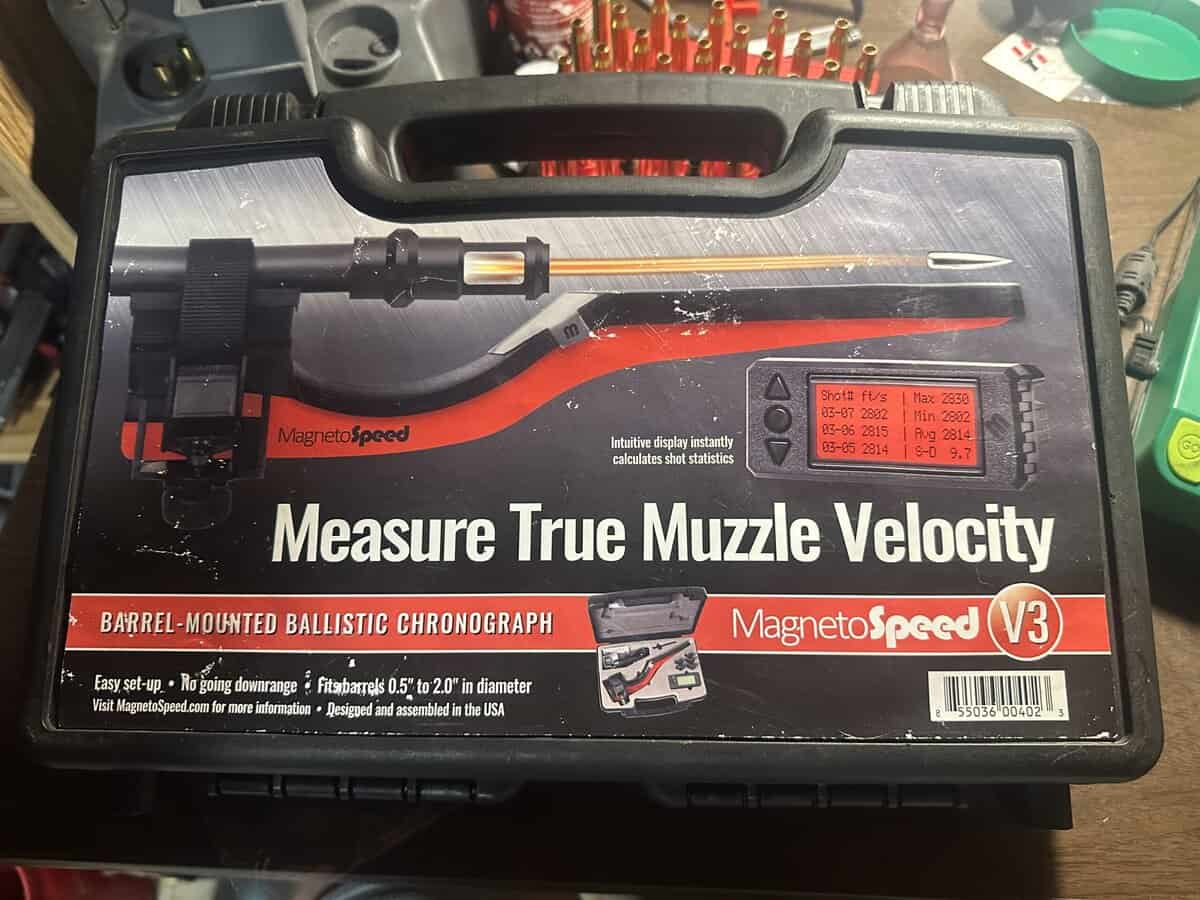 m
MagnetoSpeed
Intuitive display instantly
calculates shot statistics
Shot# ft/s | Max 2830
03-07 2802 | Min 2802
03-06 2815 | Avg 2814
03-05 2814 | S-D 9.7
Measure True Muzzle Velocity
BARREL-MOUNTED BALLISTIC CHRONOGRAPH
MagnetoSpeed V3
Easy set-up • No going downrange • Fits barrels 0.5" to 2.0" in diameter
Visit MagnetoSpeed.com for more information • Designed and assembled in the USA
8 55036 00402 3
Go